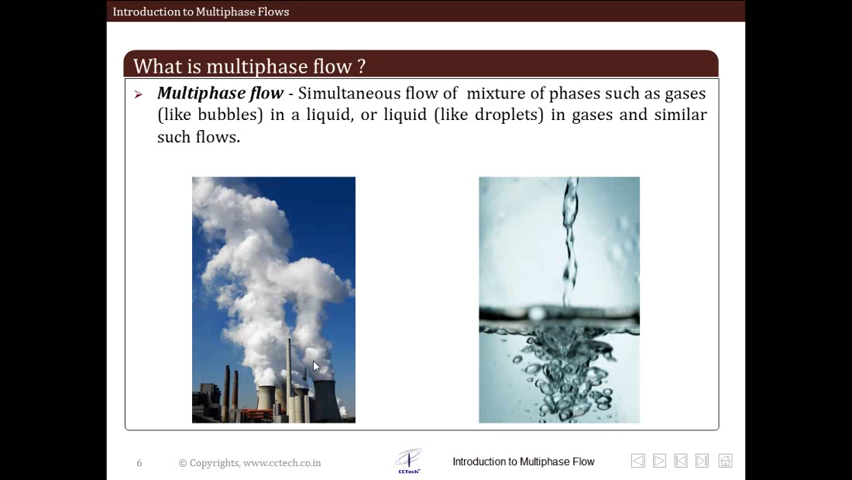 Introduction to Multiphase Flows
What is multiphase flow ?
Multiphase flow - Simultaneous flow of mixture of phases such as gases
(like bubbles) in a liquid, or liquid (like droplets) in gases and similar
such flows.
6 © Copyrights, www.cctech.co.in CCTech Introduction to Multiphase Flow